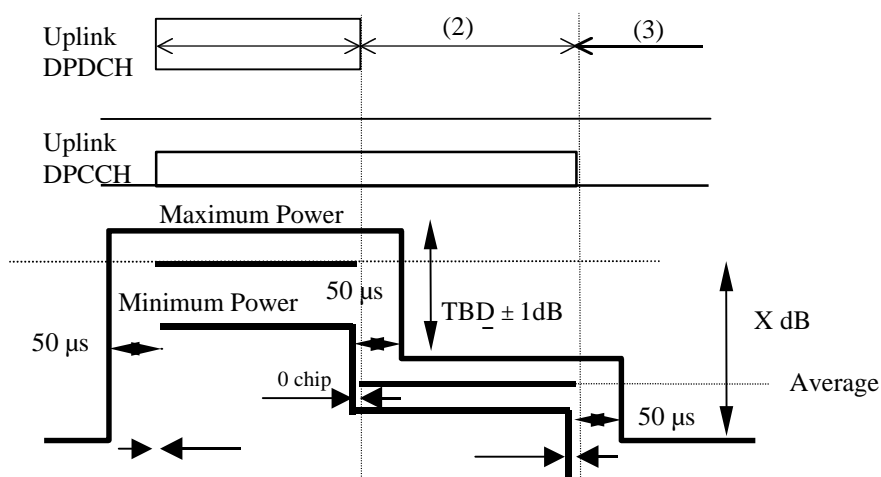 Uplink
DPDCH
(2)
(3)
Uplink
DPCCH
Maximum Power
50 µs
Minimum Power
TBD ± 1dB
X dB
50 µs
0 chip
Average
50 µs